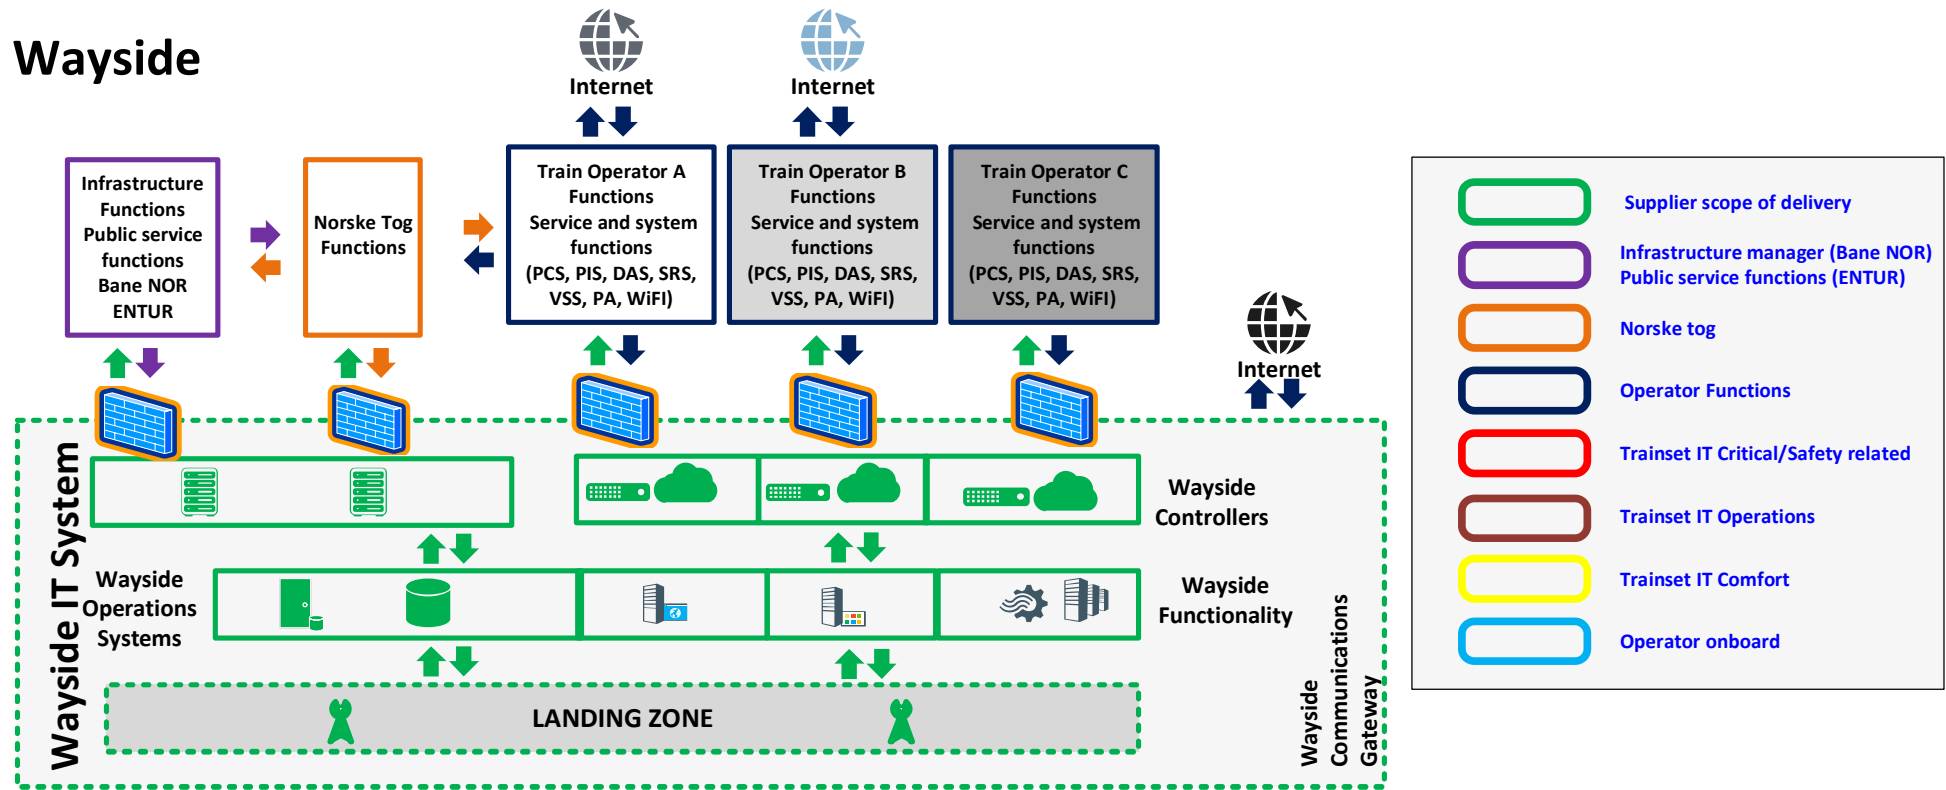 Wayside
Internet
Internet
Infrastructure
Functions
Public service
functions
Bane NOR
ENTUR
Norske Tog
Functions
Train Operator A
Functions
Service and system
functions
(PCS, PIS, DAS, SRS,
VSS, PA, WiFI)
Train Operator B
Functions
Service and system
functions
(PCS, PIS, DAS, SRS,
VSS, PA, WiFI)
Train Operator C
Functions
Service and system
functions
(PCS, PIS, DAS, SRS,
VSS, PA, WiFI)
Internet
Wayside IT System
Wayside
Controllers
Wayside
Operations
Systems
Wayside
Functionality
LANDING ZONE
Wayside
Communications
Gateway
Supplier scope of delivery
Infrastructure manager (Bane NOR)
Public service functions (ENTUR)
Norske tog
Operator Functions
Trainset IT Critical/Safety related
Trainset IT Operations
Trainset IT Comfort
Operator onboard